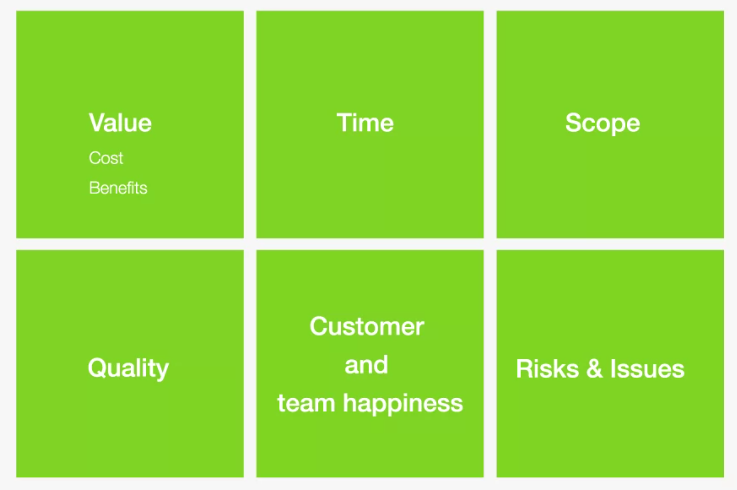 Value
Cost
Benefits
Time
Scope
Quality
Customer
and
team happiness
Risks & Issues